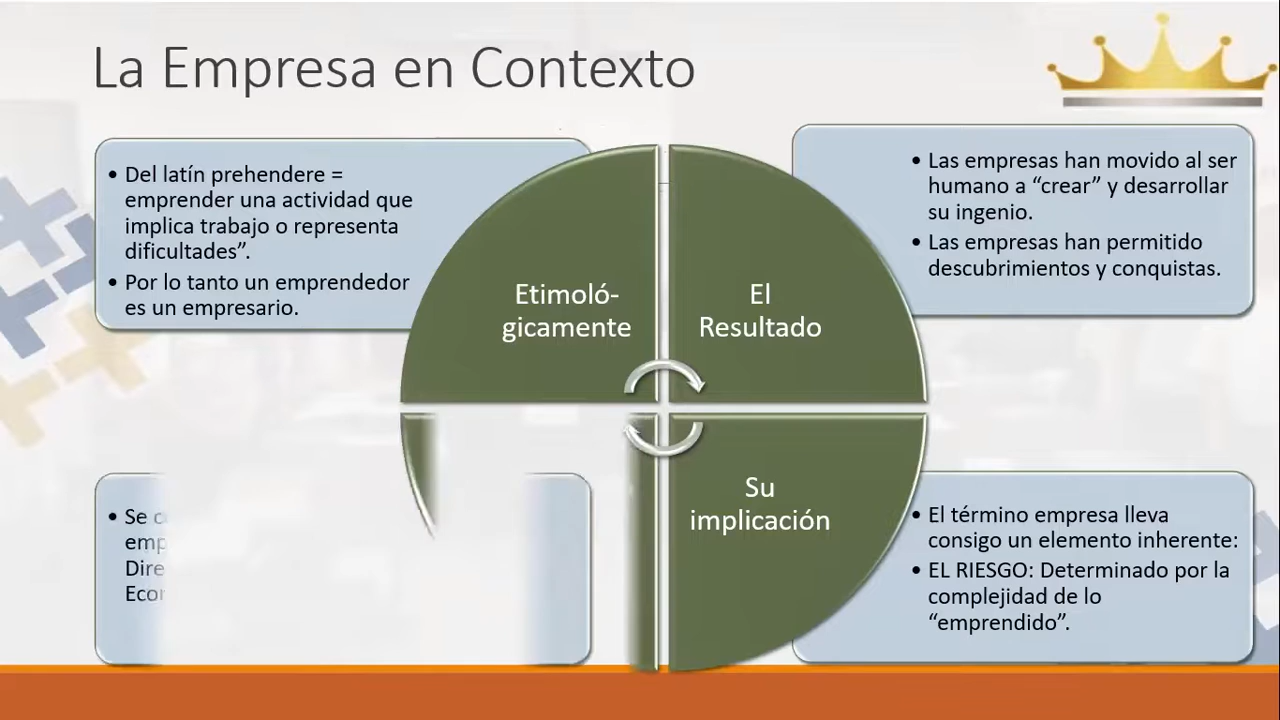 La Empresa en Contexto
• Del latín prehendere =
emprender una actividad que
implica trabajo o representa
dificultades”.
• Por lo tanto un emprendedor
es un empresario.
Etimoló-
gicamente
El
Resultado
• Las empresas han movido al ser
humano a “crear” y desarrollar
su ingenio.
• Las empresas han permitido
descubrimientos y conquistas.
• Se
Su
implicación
• El término empresa lleva
consigo un elemento inherente:
• EL RIESGO: Determinado por la
complejidad de lo
“emprendido”.